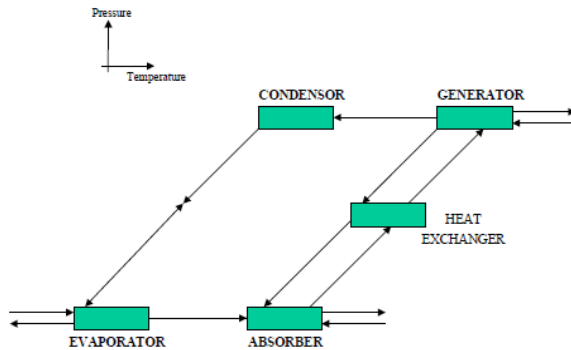 Pressure
Temperature
CONDENSOR
GENERATOR
HEAT
EXCHANGER
EVAPORATOR
ABSORBER